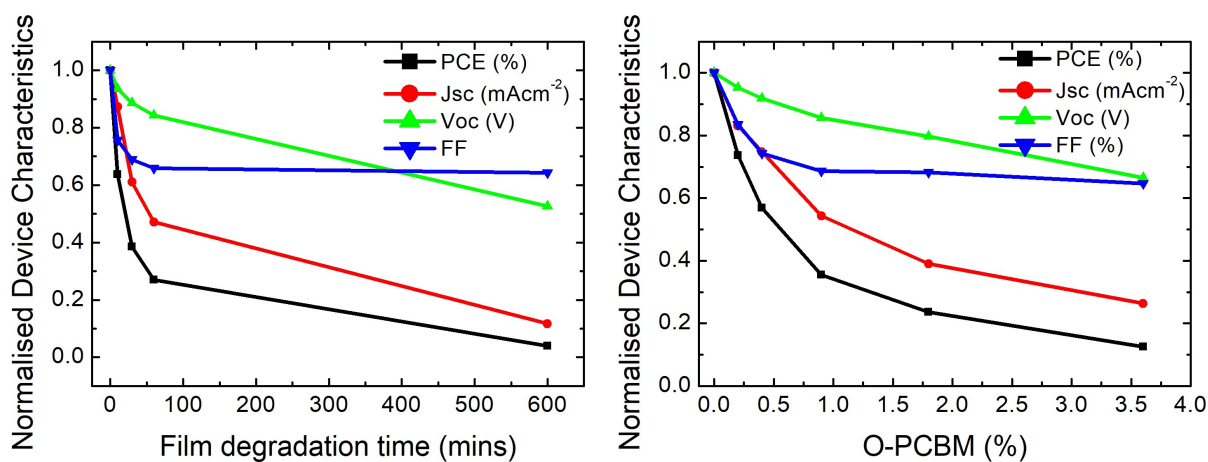 Normalised Device Characteristics
1.0
0.8
0.6
0.4
0.2
0.0
PCE (%)
Jsc (mAcm⁻²)
Voc (V)
FF
0 100 200 300 400 500 600
Film degradation time (mins)
Normalised Device Characteristics
1.0
0.8
0.6
0.4
0.2
0.0
PCE (%)
Jsc (mAcm⁻²)
Voc (V)
FF (%)
0.0 0.5 1.0 1.5 2.0 2.5 3.0 3.5 4.0
O-PCBM (%)